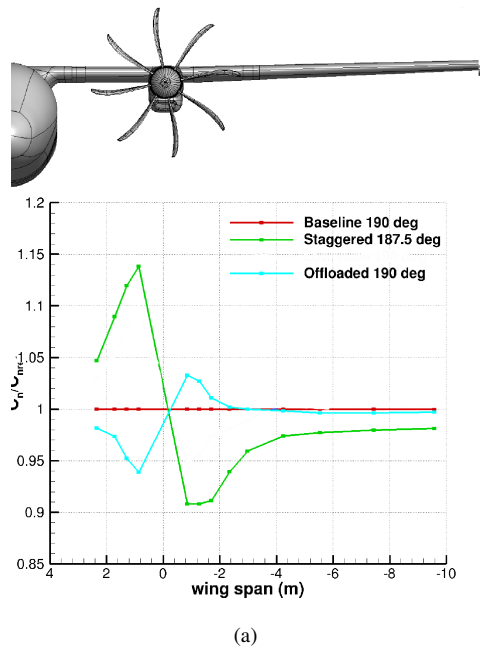 1.2
Baseline 190 deg
Staggered 187.5 deg
Offloaded 190 deg
1.15
1.1
1.05
1
0.95
0.9
0.85
4 2 0 -2 -4 -6 -8 -10
wing span (m)
(a)